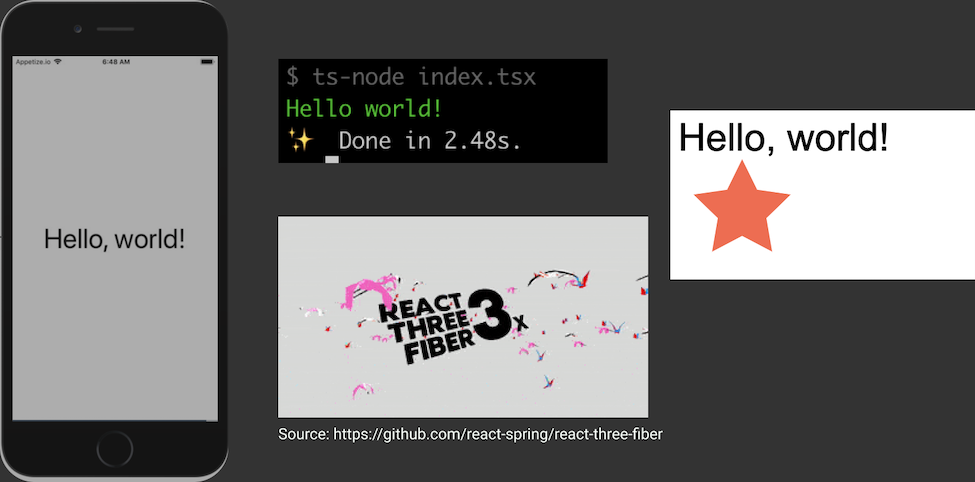 Appetize.io
6:48 AM
Hello, world!
$ ts-node index.tsx
Hello world!
✨ Done in 2.48s.
REACT
THREE
FIBER
3x
Source: https://github.com/react-spring/react-three-fiber
Hello, world!